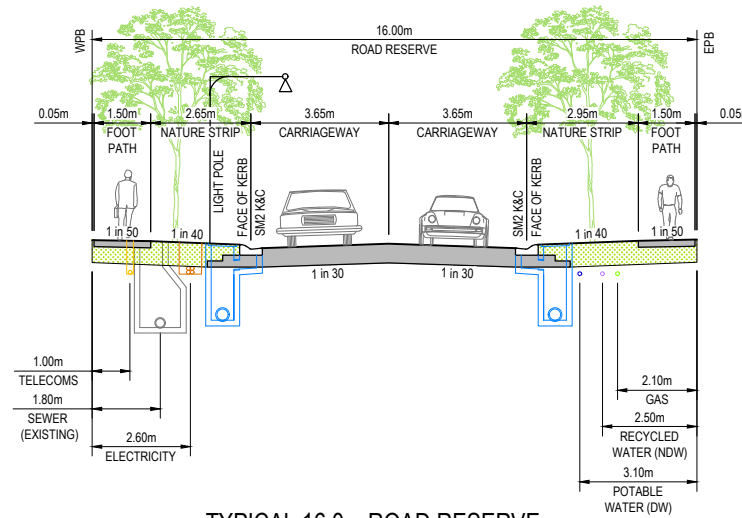 16.00m
ROAD RESERVE
WPB
EPB
0.05m
1.50m
2.65m
3.65m
3.65m
2.95m
1.50m
0.05
FOOT
PATH
NATURE STRIP
CARRIAGEWAY
CARRIAGEWAY
NATURE STRIP
FOOT
PATH
LIGHT POLE
FACE OF KERB
SM2 K&C
SM2 K&C
FACE OF KERB
1 in 50
1 in 40
1 in 40
1 in 50
1 in 30
1 in 30
1.00m
TELECOMS
1.80m
SEWER
(EXISTING)
2.60m
ELECTRICITY
2.10m
GAS
2.50m
RECYCLED
WATER (NDW)
3.10m
POTABLE
WATER (DW)